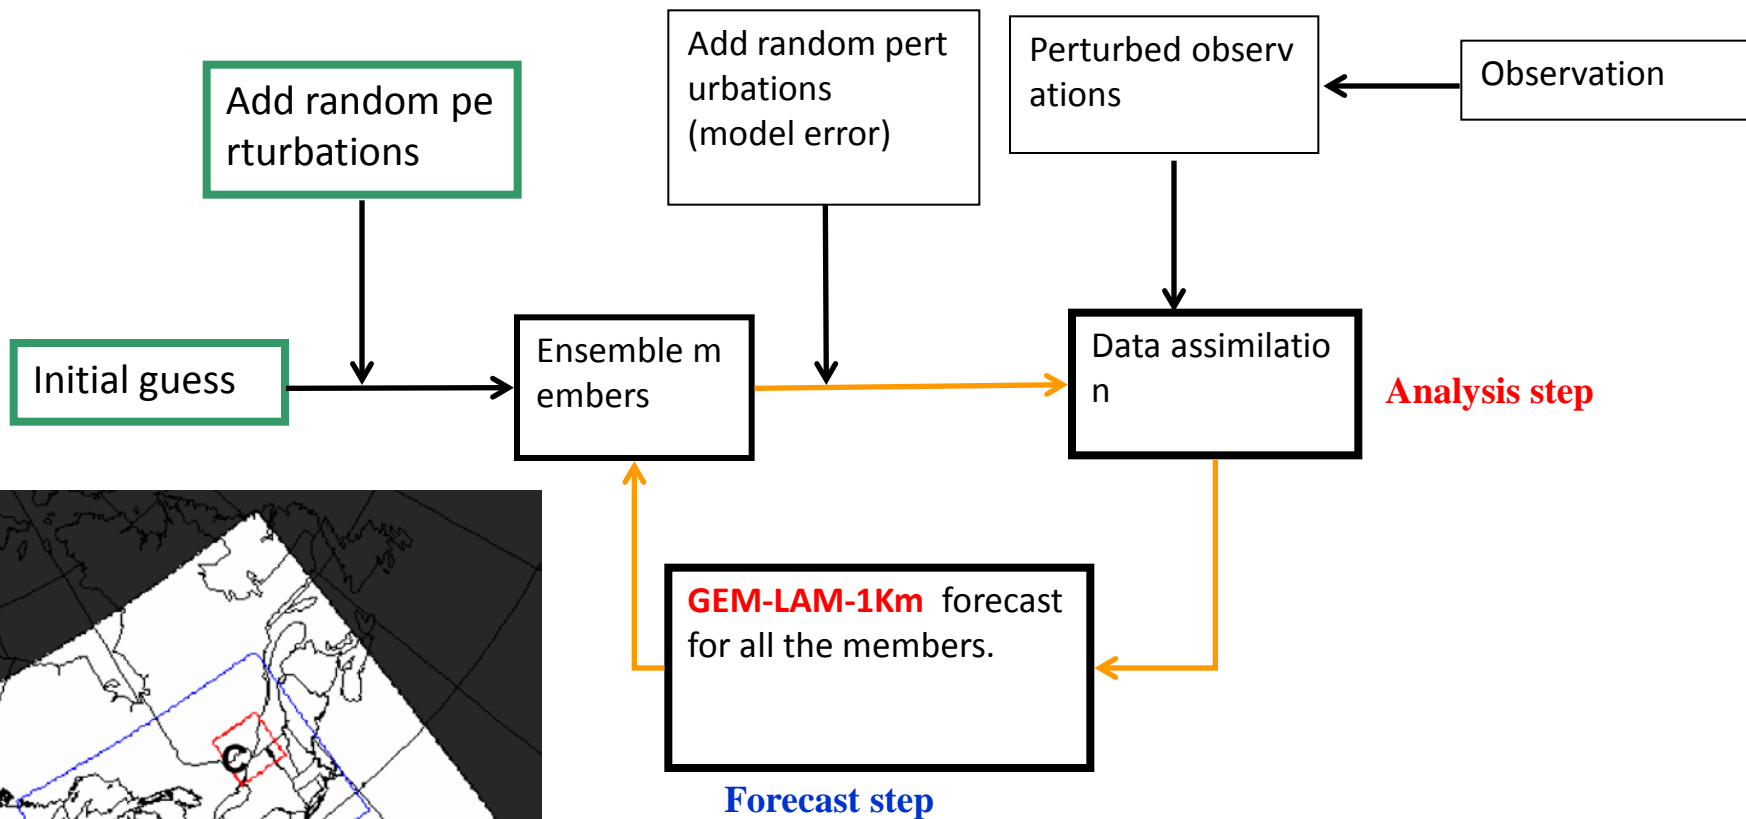 Add random pe
rturbations
Add random pert
urbations
(model error)
Perturbed observ
ations
Observation
Initial guess
Ensemble m
embers
Data assimilatio
n
Analysis step
GEM-LAM-1Km forecast
for all the members.
Forecast step
C